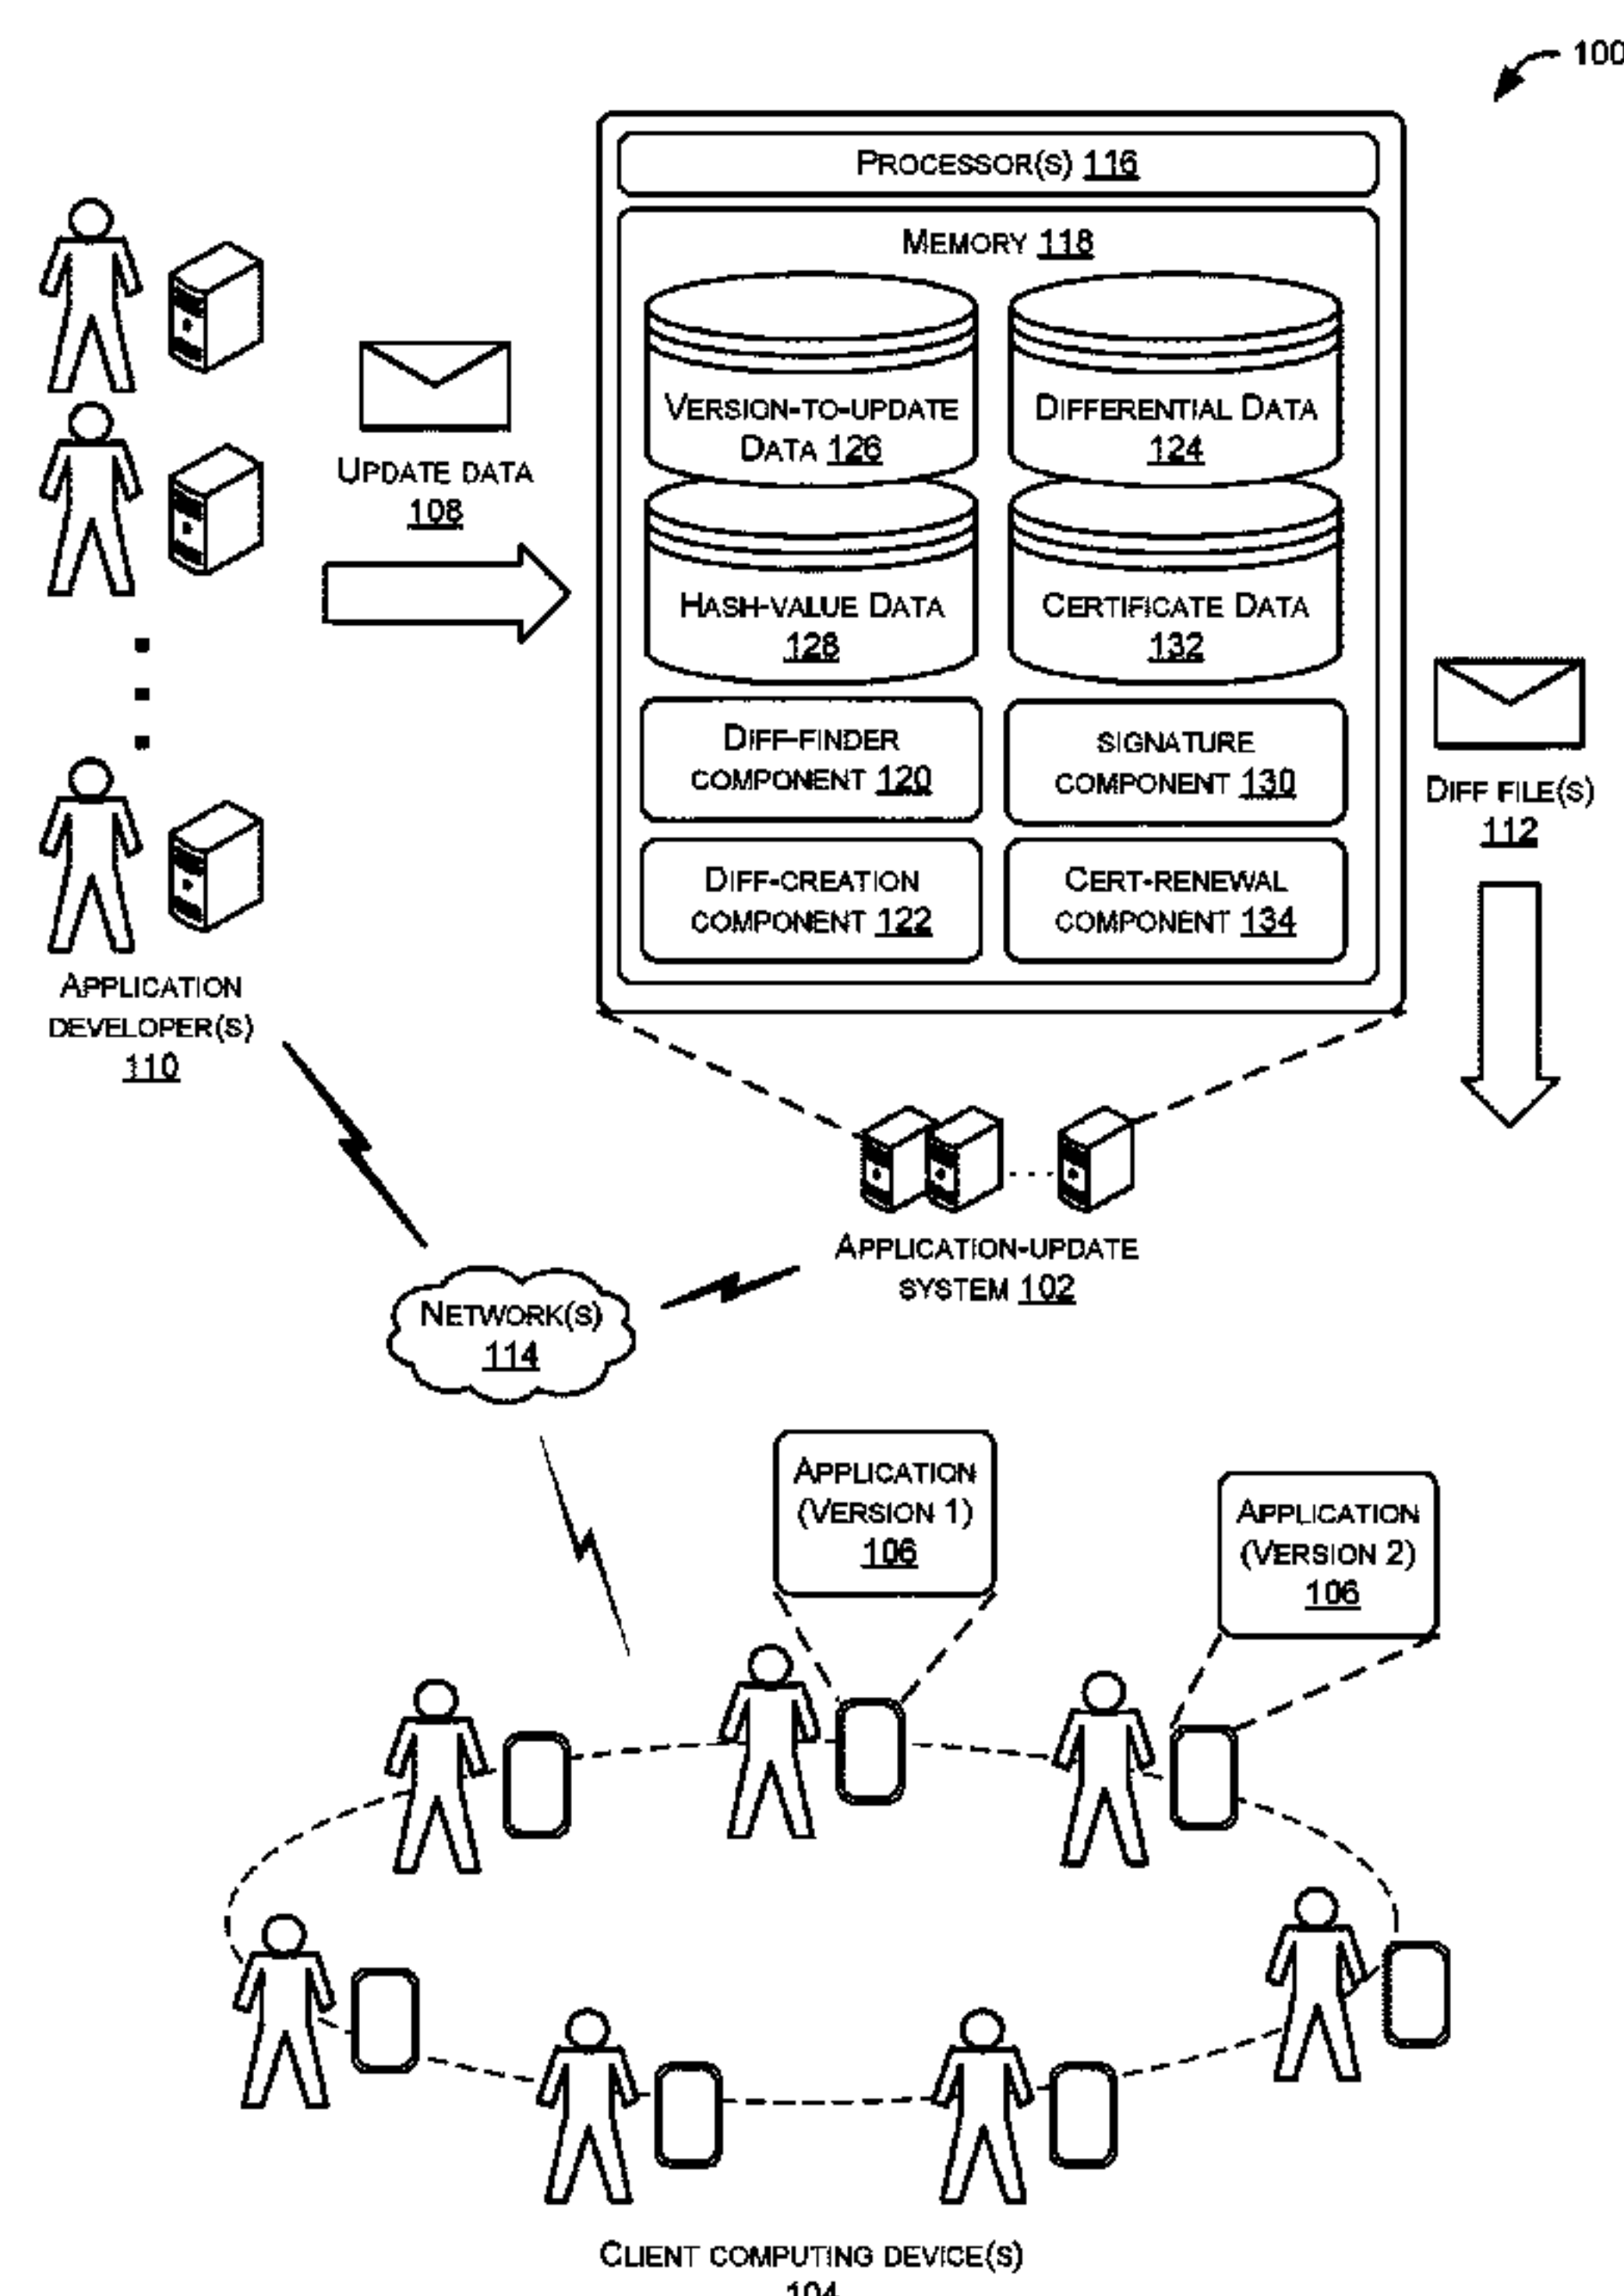 100
PROCESSOR(S) 116
MEMORY 118
VERSION-TO-UPDATE
DATA 126
DIFFERENTIAL DATA
124
UPDATE DATA
108
HASH-VALUE DATA
128
CERTIFICATE DATA
132
DIFF-FINDER
COMPONENT 120
SIGNATURE
COMPONENT 130
DIFF FILE(S)
112
DIFF-CREATION
COMPONENT 122
CERT-RENEWAL
COMPONENT 134
APPLICATION
DEVELOPER(S)
110
APPLICATION-UPDATE
SYSTEM 102
NETWORK(S)
114
APPLICATION
(VERSION 1)
106
APPLICATION
(VERSION 2)
106
CLIENT COMPUTING DEVICE(S)
104